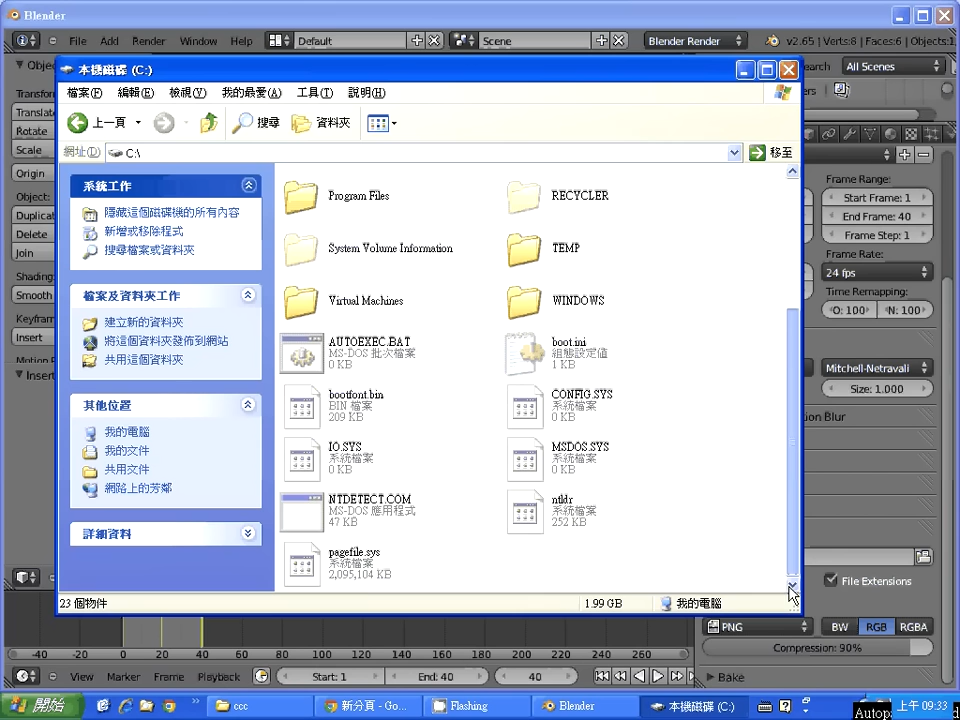 Blender
File Add Render Window Help Default Scene Blender Render v2.65 | Verts:8 | Faces:6 | Objects:1
本機磁碟 (C:)
檔案(F) 編輯(E) 檢視(V) 我的最愛(A) 工具(T) 說明(H)
上一頁 搜尋 資料夾
網址(D) C:\ 移至
系統工作
隱藏這個磁碟機的所有內容
新增或移除程式
搜尋檔案或資料夾
檔案及資料夾工作
建立新的資料夾
將這個資料夾發佈到網站
共用這個資料夾
其他位置
我的電腦
我的文件
共用文件
網路上的芳鄰
詳細資料
Program Files
RECYCLER
System Volume Information
TEMP
Virtual Machines
WINDOWS
AUTOEXEC.BAT
MS-DOS 批次檔案
0 KB
boot.ini
組態設定值
1 KB
bootfont.bin
BIN 檔案
209 KB
CONFIG.SYS
系統檔案
0 KB
IO.SYS
系統檔案
0 KB
MSDOS.SYS
系統檔案
0 KB
NTDETECT.COM
MS-DOS 應用程式
47 KB
ntldr
系統檔案
252 KB
pagefile.sys
系統檔案
2,095,104 KB
23 個物件 1.99 GB 我的電腦
Transform
Translate
Rotate
Scale
Origin
Object:
Duplicat
Delete
Join
Shading:
Smooth
Keyfram
Insert
Motion P
Insert
All Scenes
Frame Range:
Start Frame: 1
End Frame: 40
Frame Step: 1
Frame Rate:
24 fps
Time Remapping:
O: 100 N: 100
Mitchell-Netravali
Size: 1.000
on Blur
File Extensions
PNG BW RGB RGBA
Compression: 90%
Bake
-40 -20 0 20 40 60 80 100 120 140 160 180 200 220 240 260
View Marker Frame Playback Start: 1 End: 40 40
開始 ccc 新分頁 - Go... Flashing Blender 本機磁碟 (C:) 上午 09:33